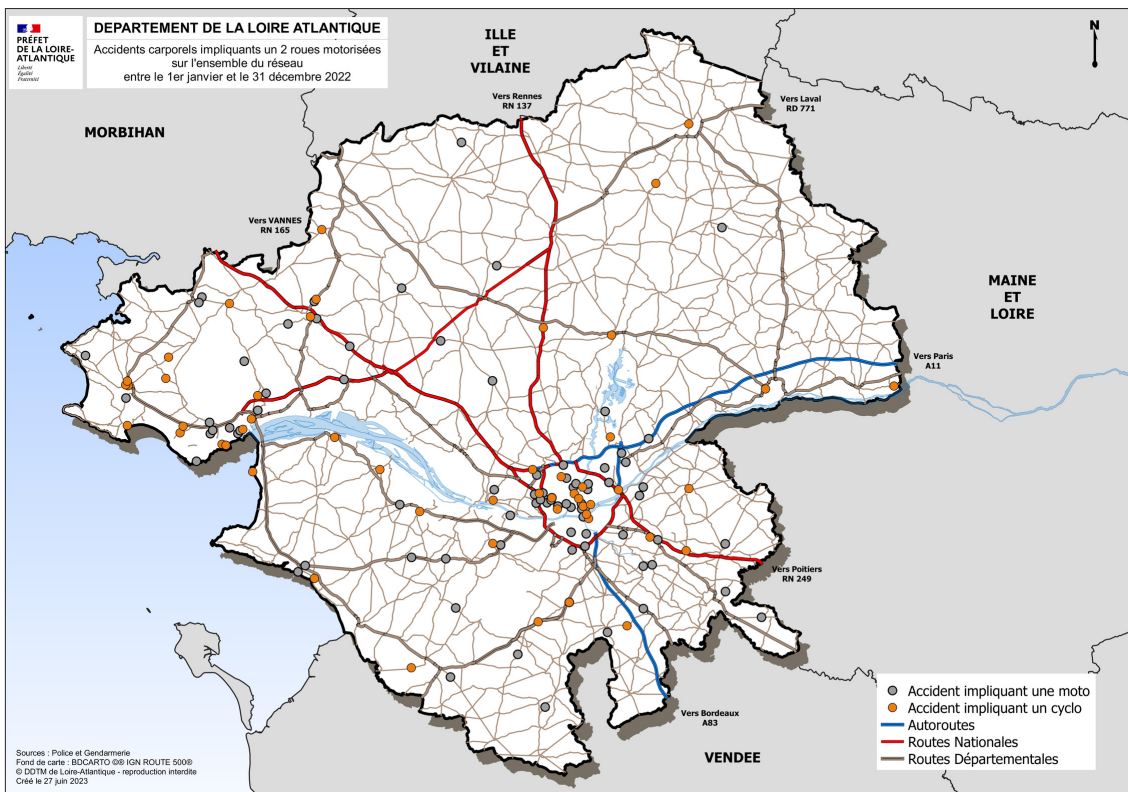 PRÉFET
DE LA LOIRE-
ATLANTIQUE
Liberté
Égalité
Fraternité
DEPARTEMENT DE LA LOIRE ATLANTIQUE
Accidents carporels impliquants un 2 roues motorisées
sur l'ensemble du réseau
entre le 1er janvier et le 31 décembre 2022
ILLE
ET
VILAINE
N
Vers Rennes
RN 137
Vers Laval
RD 771
MORBIHAN
Vers VANNES
RN 165
MAINE
ET
LOIRE
Vers Paris
A11
Vers Poitiers
RN 249
Vers Bordeaux
A83
VENDEE
Accident impliquant une moto
Accident impliquant un cyclo
Autoroutes
Routes Nationales
Routes Départementales
Sources : Police et Gendarmerie
Fond de carte : BDCARTO ©® IGN ROUTE 500®
© DDTM de Loire-Atlantique - reproduction interdite
Créé le 27 juin 2023